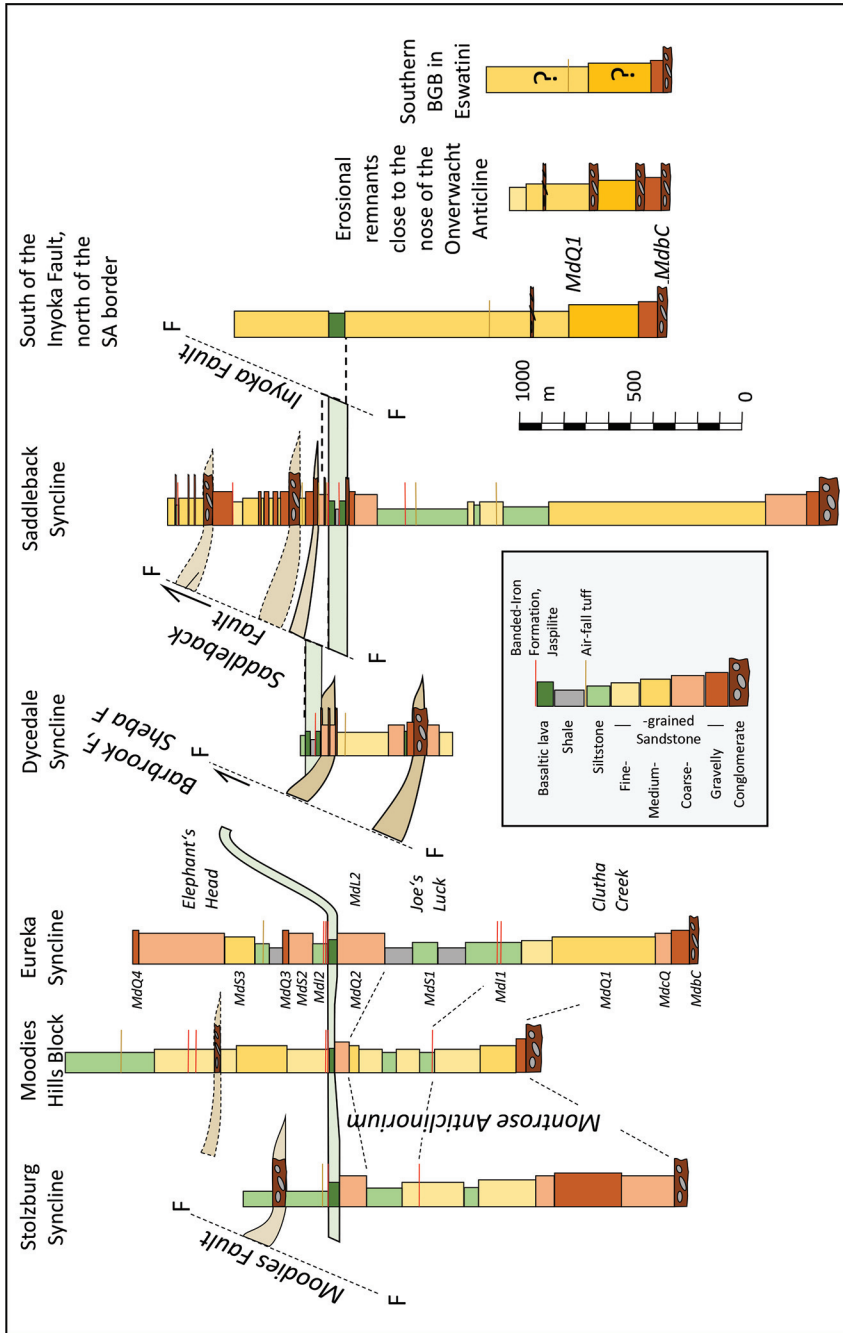 Stolzburg
Syncline
Moodies
Hills Block
Eureka
Syncline
Dycedale
Syncline
Saddleback
Syncline
South of the
Inyoka Fault,
north of the
SA border
Erosional
remnants
close to the
nose of the
Onverwacht
Anticline
Southern
BGB in
Eswatini
F
Moodies Fault
F
Montrose Anticlinorium
MdQ4
MdS3
MdQ3
MdS2
MdI2
MdQ2
MdS1
MdI1
MdQ1
MdcQ
MdbC
Elephant's
Head
MdL2
Joe's
Luck
Clutha
Creek
F
Barbrook F,
Sheba F
F
F
Saddleback
Fault
F
F
Inyoka Fault
F
MdQ1
MdbC
?
?
1000
m
500
0
Banded-Iron
Formation,
Jaspilite
Air-fall tuff
Basaltic lava
Shale
Siltstone
Fine-
Medium-
Coarse-
Gravelly
-grained
Sandstone
Conglomerate